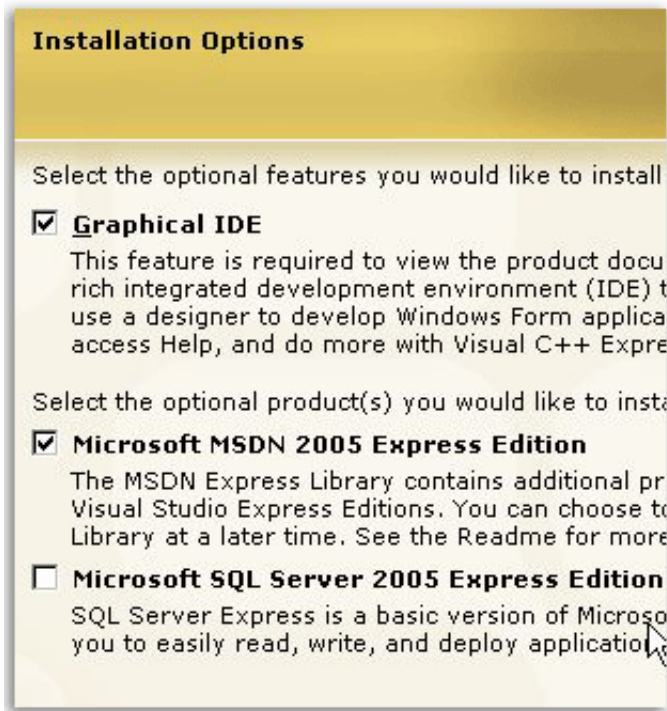 Installation Options
Select the optional features you would like to install
Graphical IDE
This feature is required to view the product docu
rich integrated development environment (IDE) t
use a designer to develop Windows Form applica
access Help, and do more with Visual C++ Expre
Select the optional product(s) you would like to insta
Microsoft MSDN 2005 Express Edition
The MSDN Express Library contains additional pr
Visual Studio Express Editions. You can choose to
Library at a later time. See the Readme for more
Microsoft SQL Server 2005 Express Edition
SQL Server Express is a basic version of Microso
you to easily read, write, and deploy application